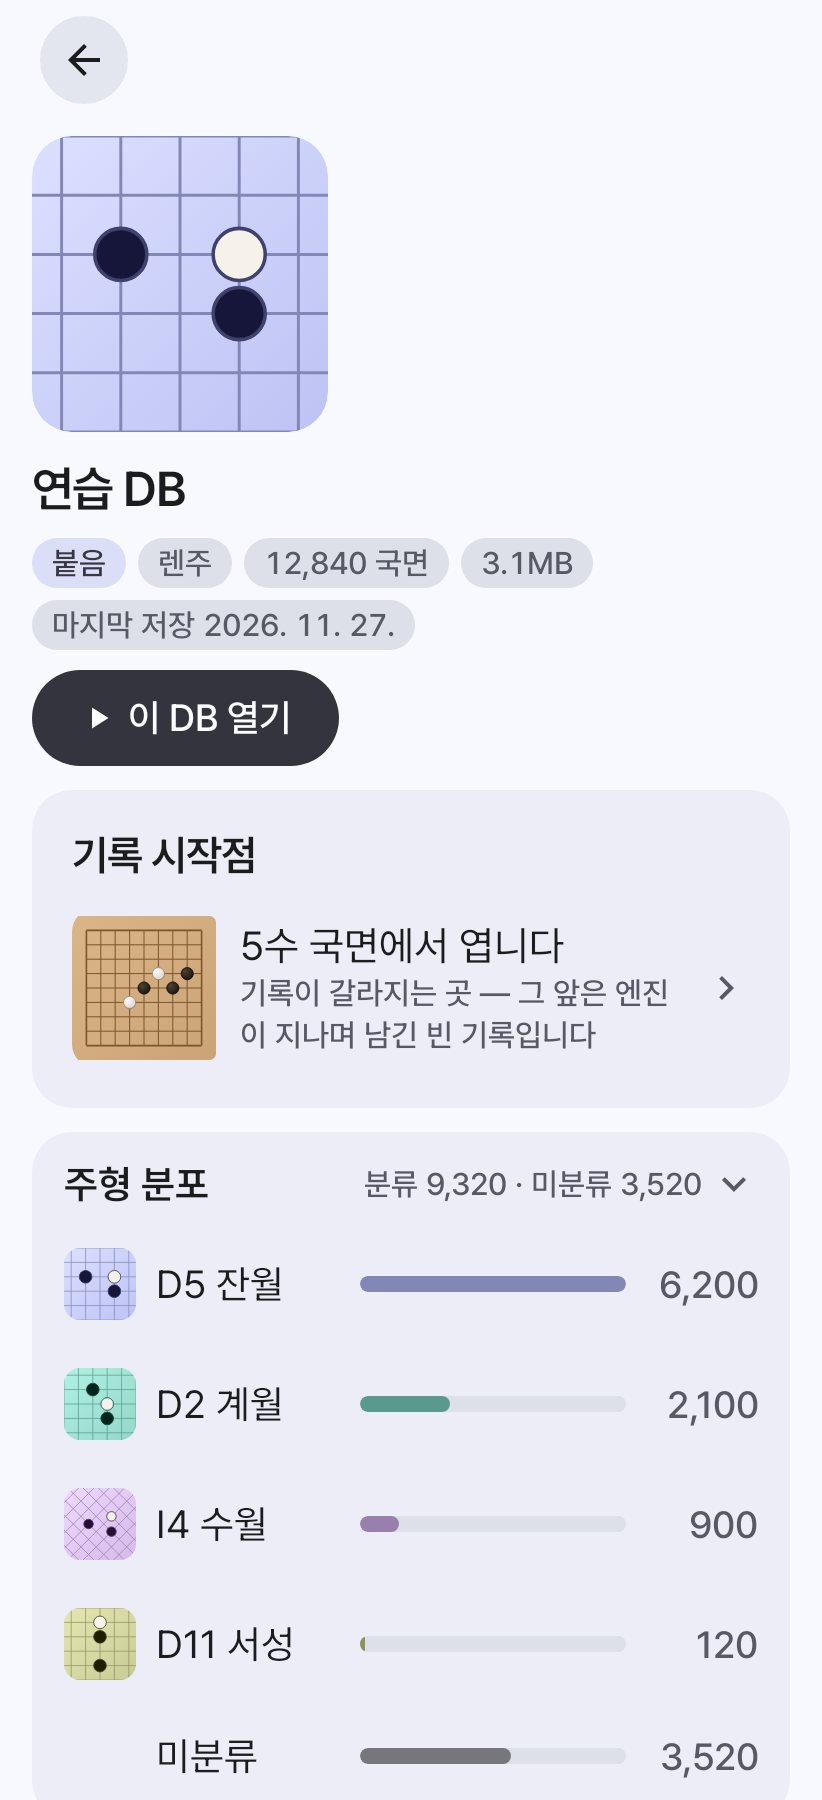 연습 DB
붙음
렌주
12,840 국면
3.1MB
마지막 저장 2026. 11. 27.
이 DB 열기
기록 시작점
5수 국면에서 엽니다
기록이 갈라지는 곳 — 그 앞은 엔진
이 지나며 남긴 빈 기록입니다
주형 분포
분류 9,320 · 미분류 3,520
D5 잔월
6,200
D2 계월
2,100
I4 수월
900
D11 서성
120
미분류
3,520